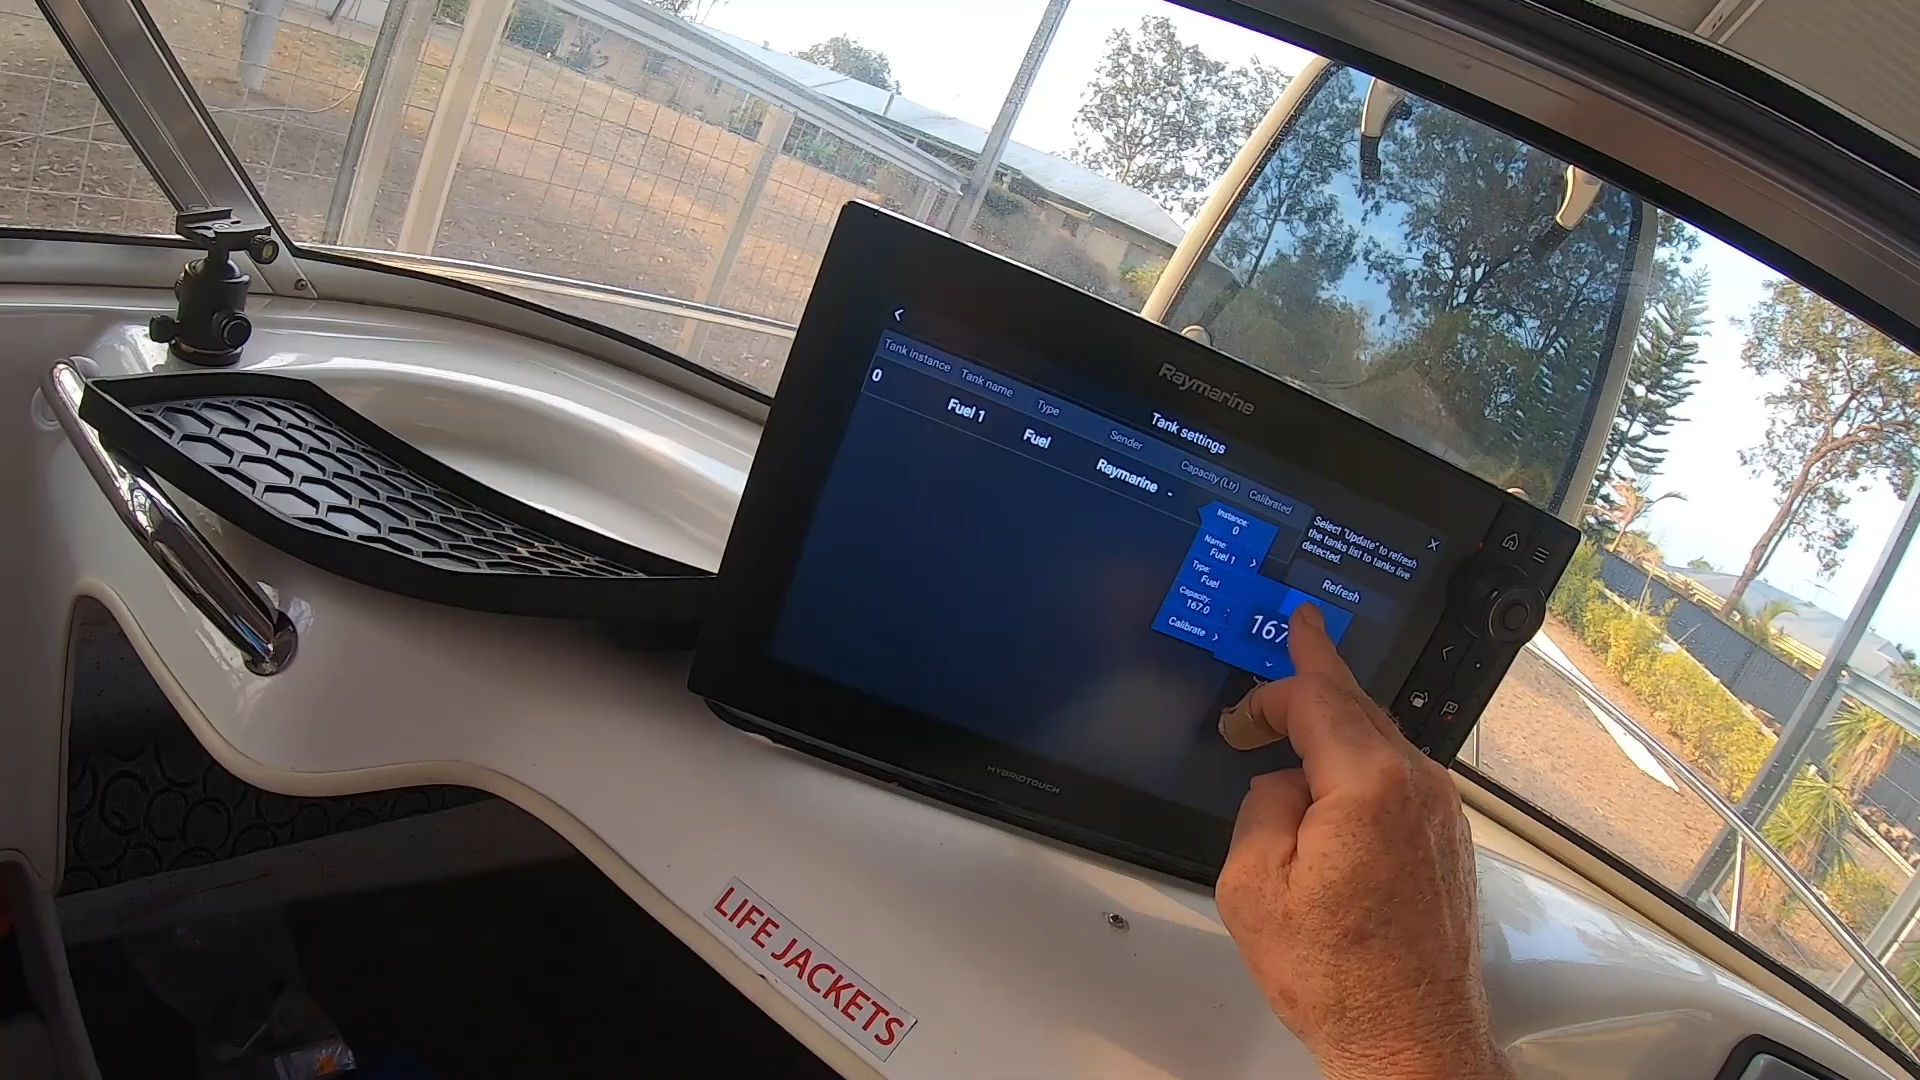 Raymarine
Tank settings
Tank instance Tank name Type Sender Capacity (Ltr) Calibrated
0 Fuel 1 Fuel Raymarine -
Instance:
0
Name:
Fuel 1
Type:
Fuel
Capacity:
167.0
Calibrate
167
Select "Update" to refresh
the tanks list to tanks live
detected.
Refresh
HYBRIDTOUCH
LIFE JACKETS